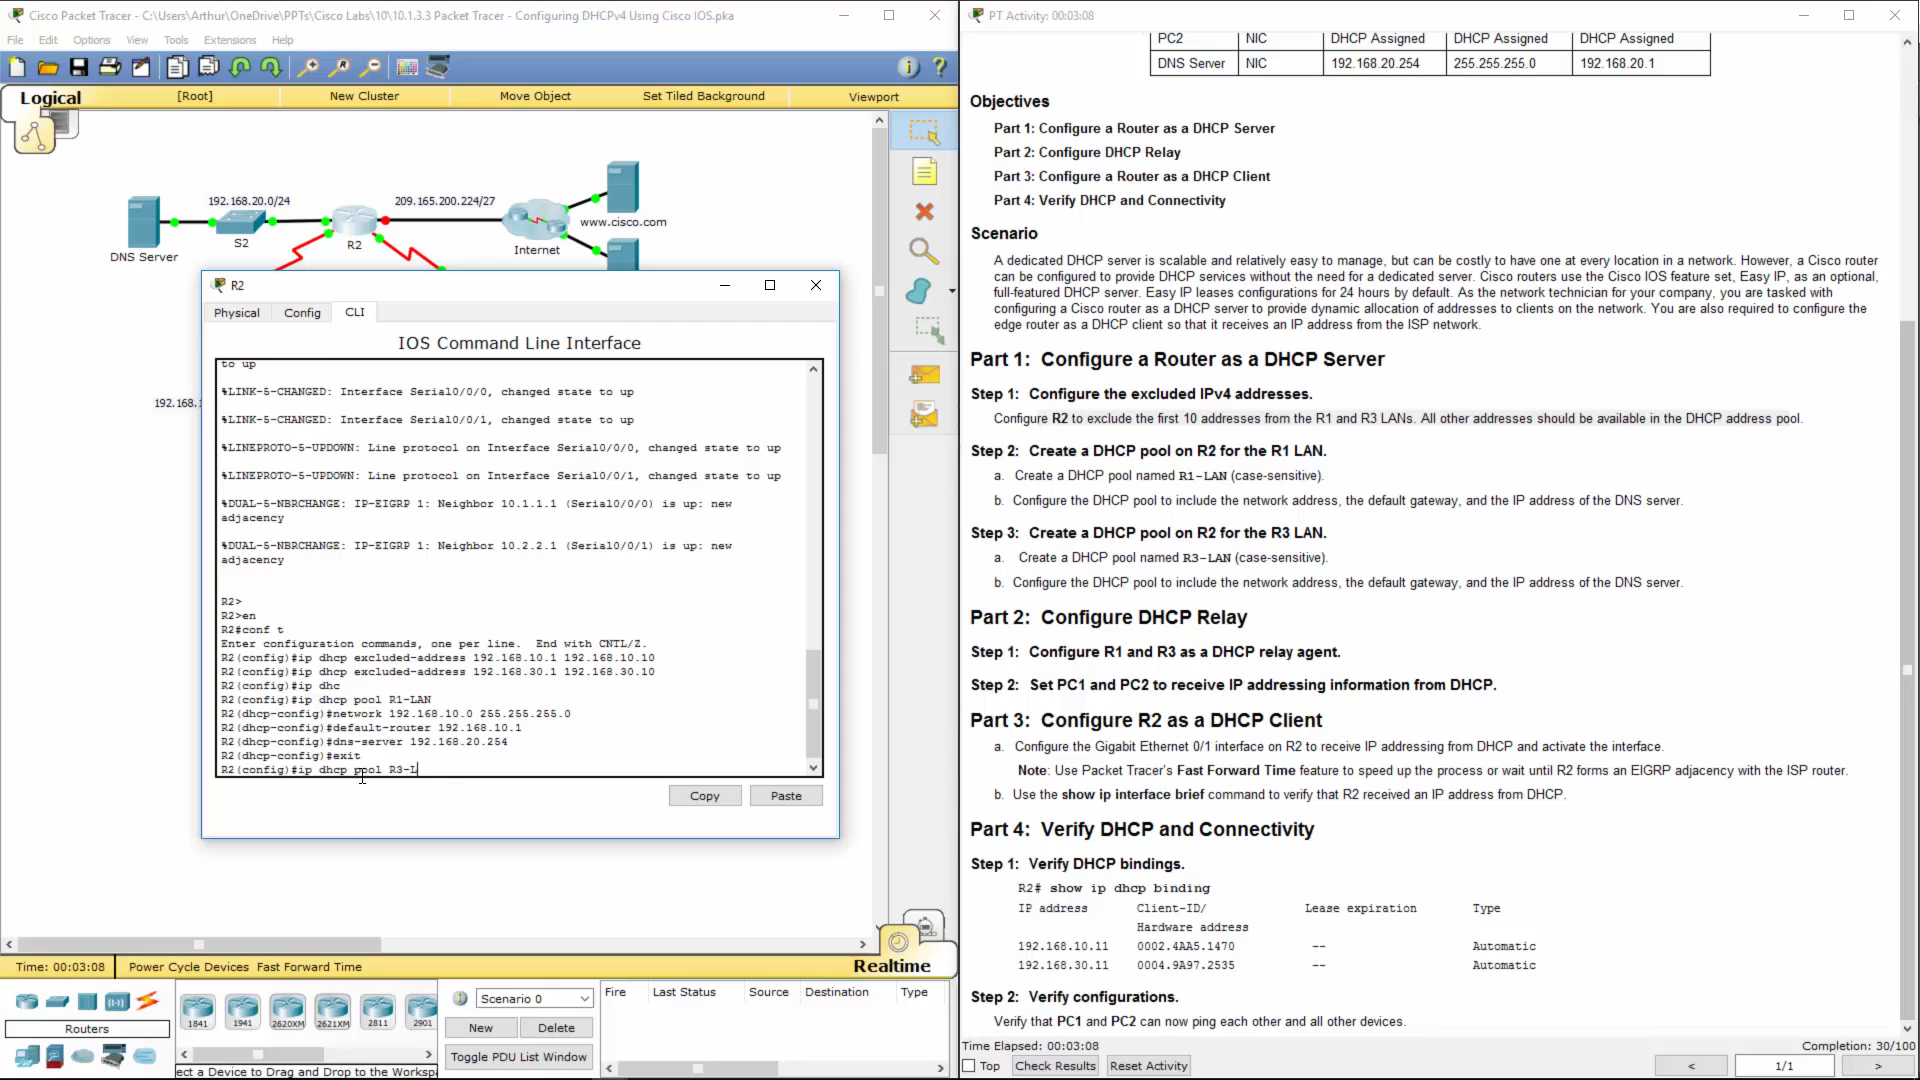 Cisco Packet Tracer - C:\Users\Arthur\OneDrive\PPTs\Cisco Labs\10\10.1.3.3 Packet Tracer - Configuring DHCPv4 Using Cisco IOS.pka
File Edit Options View Tools Extensions Help
Logical [Root] New Cluster Move Object Set Tiled Background Viewport
192.168.20.0/24
209.165.200.224/27
www.cisco.com
S2
R2
Internet
DNS Server
192.168.
R2
Physical Config CLI
IOS Command Line Interface
to up
%LINK-5-CHANGED: Interface Serial0/0/0, changed state to up
%LINK-5-CHANGED: Interface Serial0/0/1, changed state to up
%LINEPROTO-5-UPDOWN: Line protocol on Interface Serial0/0/0, changed state to up
%LINEPROTO-5-UPDOWN: Line protocol on Interface Serial0/0/1, changed state to up
%DUAL-5-NBRCHANGE: IP-EIGRP 1: Neighbor 10.1.1.1 (Serial0/0/0) is up: new
adjacency
%DUAL-5-NBRCHANGE: IP-EIGRP 1: Neighbor 10.2.2.1 (Serial0/0/1) is up: new
adjacency
R2>
R2>en
R2#conf t
Enter configuration commands, one per line.  End with CNTL/Z.
R2(config)#ip dhcp excluded-address 192.168.10.1 192.168.10.10
R2(config)#ip dhcp excluded-address 192.168.30.1 192.168.30.10
R2(config)#ip dhc
R2(config)#ip dhcp pool R1-LAN
R2(dhcp-config)#network 192.168.10.0 255.255.255.0
R2(dhcp-config)#default-router 192.168.10.1
R2(dhcp-config)#dns-server 192.168.20.254
R2(dhcp-config)#exit
R2(config)#ip dhcp pool R3-L
Copy Paste
Realtime
Time: 00:03:08 Power Cycle Devices Fast Forward Time
Routers
1841 1941 2620XM 2621XM 2811 2901
ect a Device to Drag and Drop to the Workspa
Scenario 0
New Delete
Toggle PDU List Window
Fire Last Status Source Destination Type
PT Activity: 00:03:08
PC2 NIC DHCP Assigned DHCP Assigned DHCP Assigned
DNS Server NIC 192.168.20.254 255.255.255.0 192.168.20.1
Objectives
Part 1: Configure a Router as a DHCP Server
Part 2: Configure DHCP Relay
Part 3: Configure a Router as a DHCP Client
Part 4: Verify DHCP and Connectivity
Scenario
A dedicated DHCP server is scalable and relatively easy to manage, but can be costly to have one at every location in a network. However, a Cisco router
can be configured to provide DHCP services without the need for a dedicated server. Cisco routers use the Cisco IOS feature set, Easy IP, as an optional,
full-featured DHCP server. Easy IP leases configurations for 24 hours by default. As the network technician for your company, you are tasked with
configuring a Cisco router as a DHCP server to provide dynamic allocation of addresses to clients on the network. You are also required to configure the
edge router as a DHCP client so that it receives an IP address from the ISP network.
Part 1: Configure a Router as a DHCP Server
Step 1: Configure the excluded IPv4 addresses.
Configure R2 to exclude the first 10 addresses from the R1 and R3 LANs. All other addresses should be available in the DHCP address pool.
Step 2: Create a DHCP pool on R2 for the R1 LAN.
a. Create a DHCP pool named R1-LAN (case-sensitive).
b. Configure the DHCP pool to include the network address, the default gateway, and the IP address of the DNS server.
Step 3: Create a DHCP pool on R2 for the R3 LAN.
a. Create a DHCP pool named R3-LAN (case-sensitive).
b. Configure the DHCP pool to include the network address, the default gateway, and the IP address of the DNS server.
Part 2: Configure DHCP Relay
Step 1: Configure R1 and R3 as a DHCP relay agent.
Step 2: Set PC1 and PC2 to receive IP addressing information from DHCP.
Part 3: Configure R2 as a DHCP Client
a. Configure the Gigabit Ethernet 0/1 interface on R2 to receive IP addressing from DHCP and activate the interface.
Note: Use Packet Tracer's Fast Forward Time feature to speed up the process or wait until R2 forms an EIGRP adjacency with the ISP router.
b. Use the show ip interface brief command to verify that R2 received an IP address from DHCP.
Part 4: Verify DHCP and Connectivity
Step 1: Verify DHCP bindings.
R2# show ip dhcp binding
IP address Client-ID/ Lease expiration Type
Hardware address
192.168.10.11 0002.4AA5.1470 -- Automatic
192.168.30.11 0004.9A97.2535 -- Automatic
Step 2: Verify configurations.
Verify that PC1 and PC2 can now ping each other and all other devices.
Time Elapsed: 00:03:08 Completion: 30/100
Top Check Results Reset Activity < 1/1 >